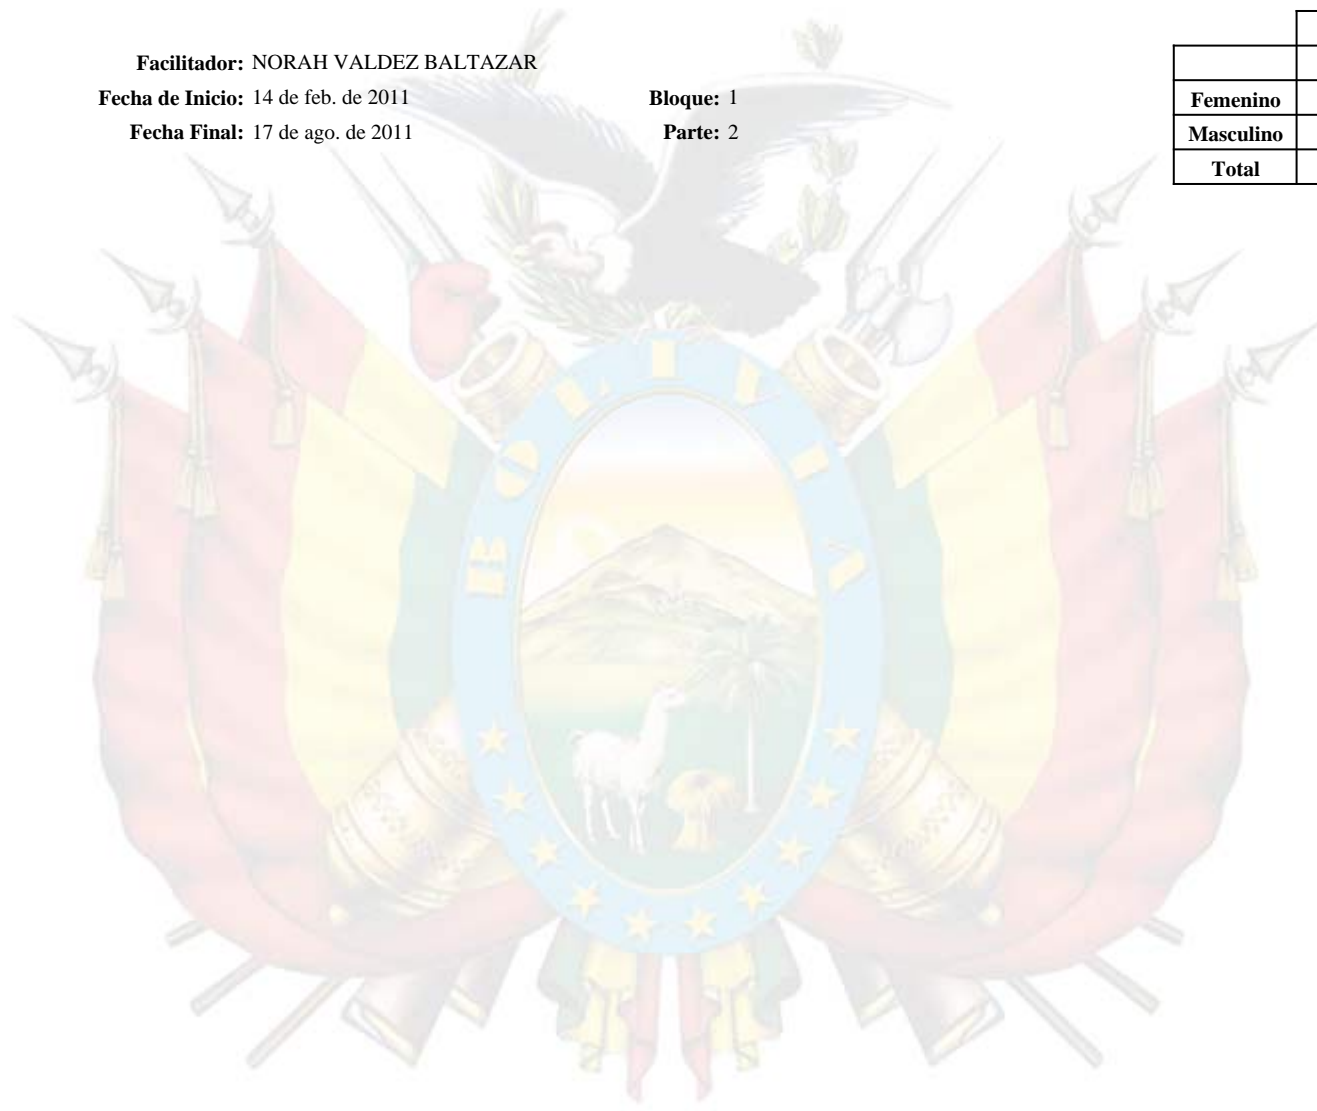 Facilitador: NORAH VALDEZ BALTAZAR
Fecha de Inicio: 14 de feb. de 2011 Bloque: 1
Fecha Final: 17 de ago. de 2011 Parte: 2
Femenino
Masculino
Total
BOLIVIA